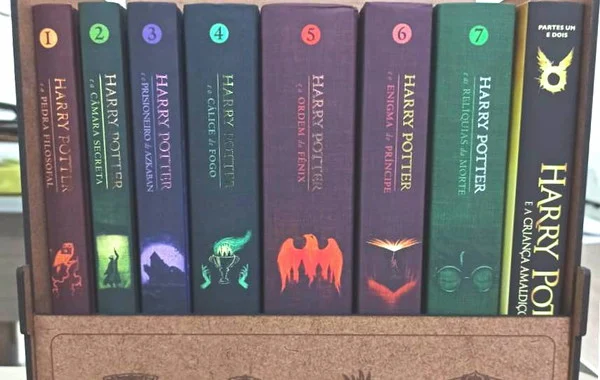 1
HARRY POTTER
e a PEDRA FILOSOFAL
2
HARRY POTTER
e a CÂMARA SECRETA
3
HARRY POTTER
e o PRISIONEIRO de AZKABAN
4
HARRY POTTER
e o CÁLICE de FOGO
5
HARRY POTTER
e a ORDEM da FÊNIX
6
HARRY POTTER
e o ENIGMA do PRÍNCIPE
7
HARRY POTTER
e as RELÍQUIAS da MORTE
PARTES UM
E DOIS
HARRY POT
E A CRIANÇA AMALDIÇO